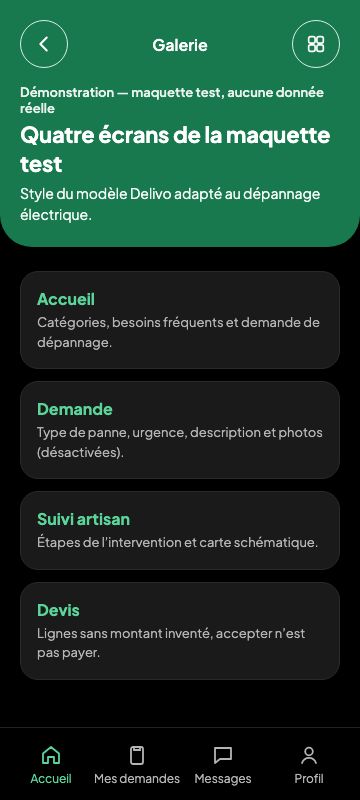 Galerie
Démonstration — maquette test, aucune donnée
réelle
Quatre écrans de la maquette
test
Style du modèle Delivo adapté au dépannage
électrique.
Accueil
Catégories, besoins fréquents et demande de
dépannage.
Demande
Type de panne, urgence, description et photos
(désactivées).
Suivi artisan
Étapes de l’intervention et carte schématique.
Devis
Lignes sans montant inventé, accepter n’est
pas payer.
Accueil
Mes demandes
Messages
Profil